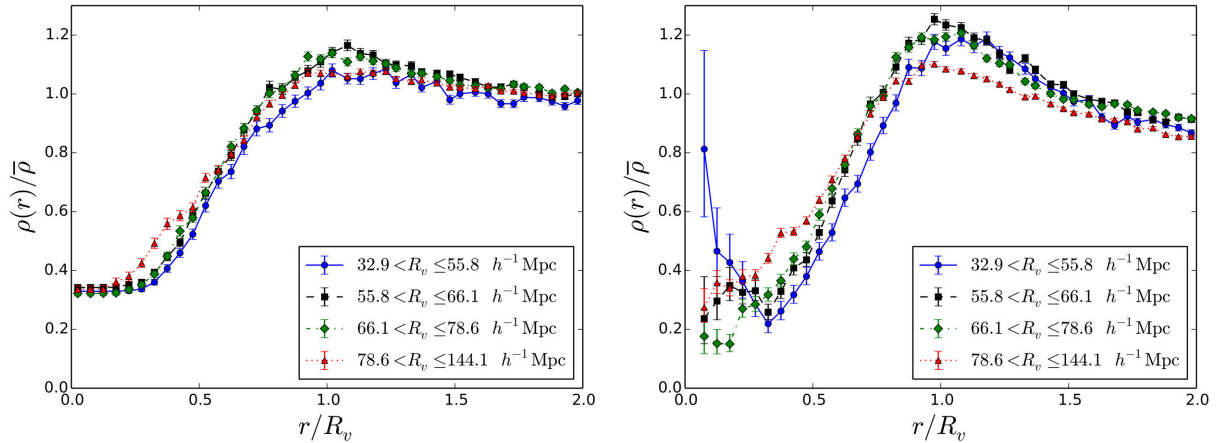 1.2
1.0
0.8
0.6
0.4
0.2
0.0
ρ(r)/ρ̅
0.0 0.5 1.0 1.5 2.0
r/R_v
32.9 <R_v ≤55.8 h⁻¹ Mpc
55.8 <R_v ≤66.1 h⁻¹ Mpc
66.1 <R_v ≤78.6 h⁻¹ Mpc
78.6 <R_v ≤144.1 h⁻¹ Mpc
1.2
1.0
0.8
0.6
0.4
0.2
0.0
ρ(r)/ρ̅
0.0 0.5 1.0 1.5 2.0
r/R_v
32.9 <R_v ≤55.8 h⁻¹ Mpc
55.8 <R_v ≤66.1 h⁻¹ Mpc
66.1 <R_v ≤78.6 h⁻¹ Mpc
78.6 <R_v ≤144.1 h⁻¹ Mpc